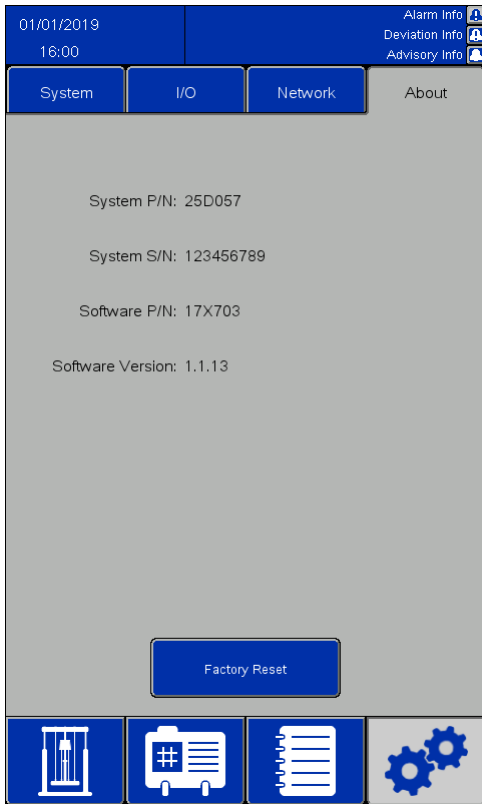 01/01/2019
16:00
Alarm Info
Deviation Info
Advisory Info
System
I/O
Network
About
System P/N: 25D057
System S/N: 123456789
Software P/N: 17X703
Software Version: 1.1.13
Factory Reset
#